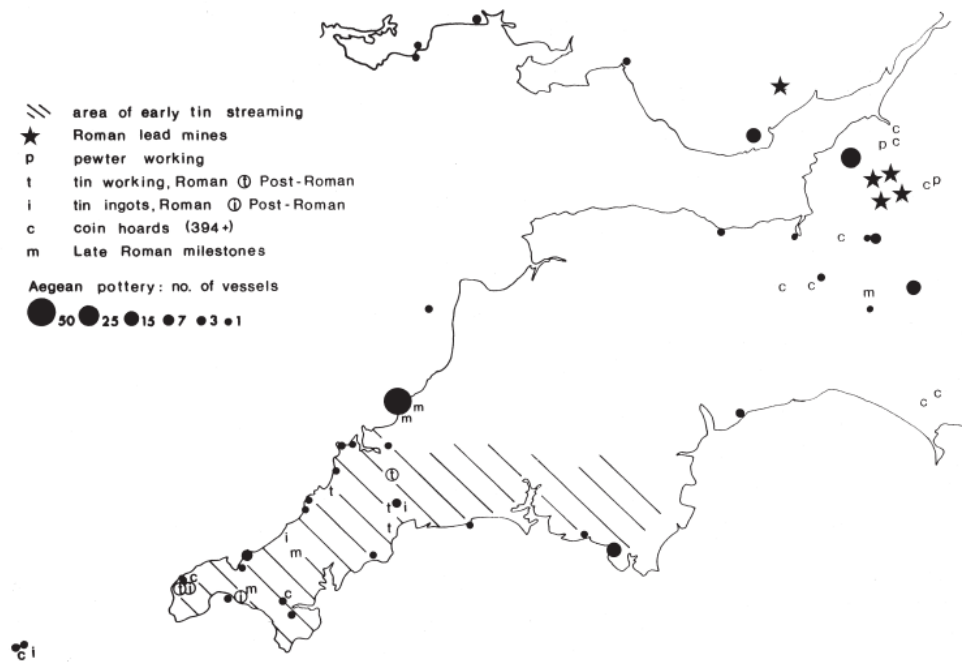 area of early tin streaming
Roman lead mines
p pewter working
t tin working, Roman t Post-Roman
i tin ingots, Roman i Post-Roman
c coin hoards (394+)
m Late Roman milestones
Aegean pottery: no. of vessels
50 25 15 7 3 1
c
p c
c p
c
c c
m
c c
m
m
t
t
t i
t
i
m
c
t i
i m
c
c i